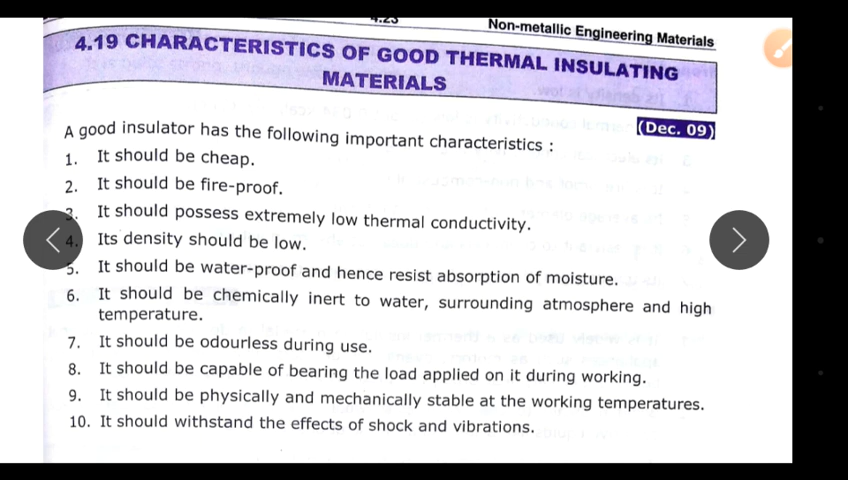 4.23
Non-metallic Engineering Materials
4.19 CHARACTERISTICS OF GOOD THERMAL INSULATING
MATERIALS
(Dec. 09)
A good insulator has the following important characteristics :
1. It should be cheap.
2. It should be fire-proof.
3. It should possess extremely low thermal conductivity.
4. Its density should be low.
5. It should be water-proof and hence resist absorption of moisture.
6. It should be chemically inert to water, surrounding atmosphere and high
temperature.
7. It should be odourless during use.
8. It should be capable of bearing the load applied on it during working.
9. It should be physically and mechanically stable at the working temperatures.
10. It should withstand the effects of shock and vibrations.